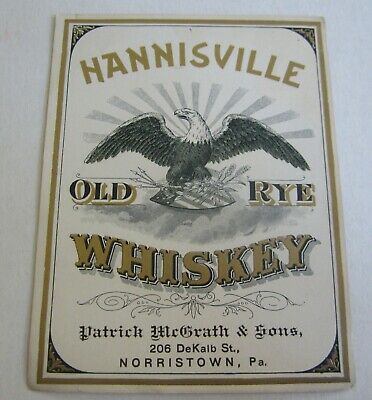 HANNISVILLE
OLD RYE
WHISKEY
Patrick McGrath & Sons,
206 DeKalb St.,
NORRISTOWN, Pa.